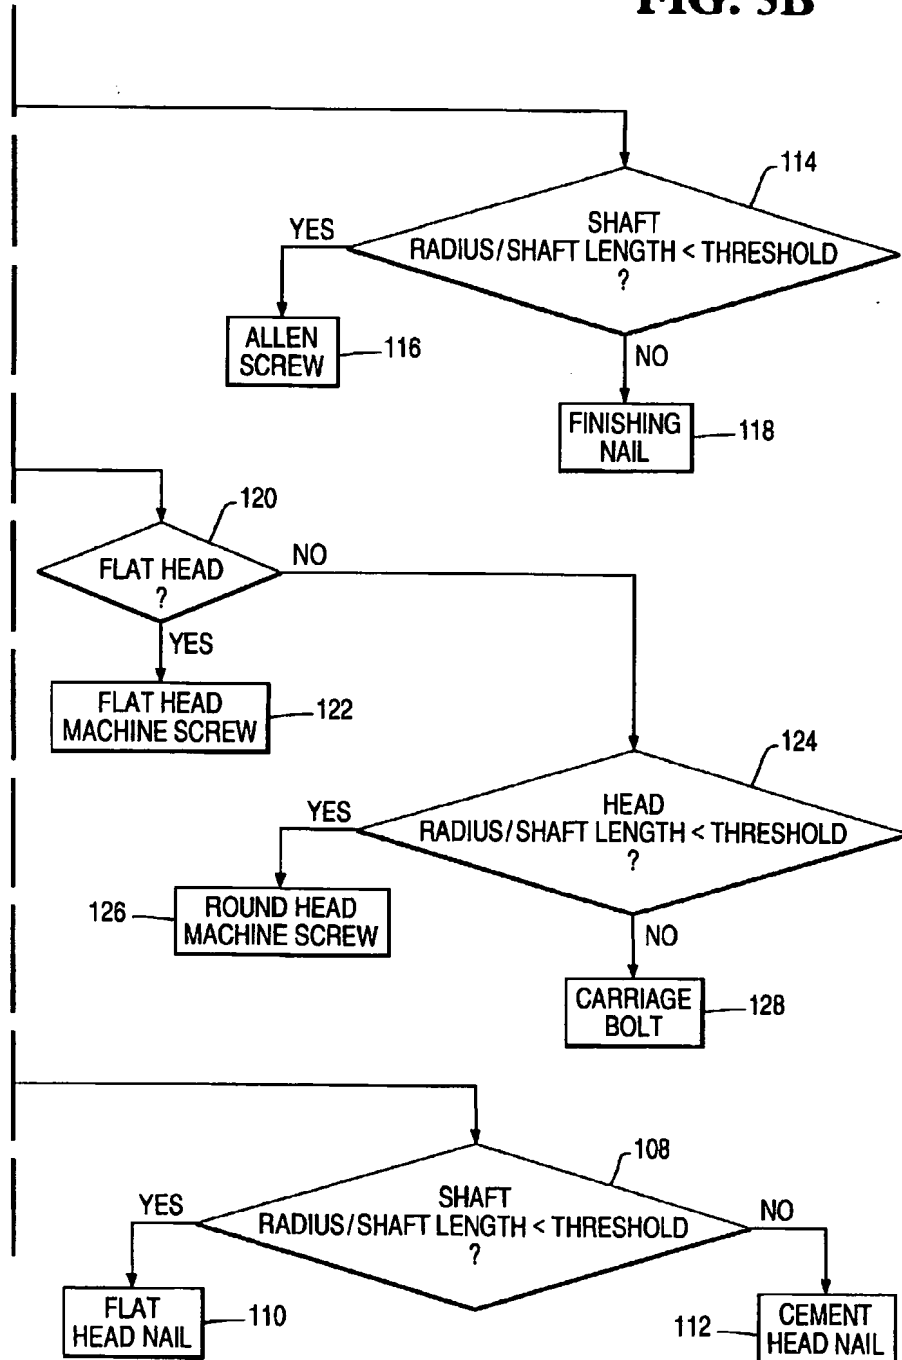 FIG. 5B
114
SHAFT
RADIUS/SHAFT LENGTH < THRESHOLD
?
YES
NO
ALLEN
SCREW
116
FINISHING
NAIL
118
120
FLAT HEAD
?
NO
YES
FLAT HEAD
MACHINE SCREW
122
124
HEAD
RADIUS/SHAFT LENGTH < THRESHOLD
?
YES
NO
126
ROUND HEAD
MACHINE SCREW
CARRIAGE
BOLT
128
108
SHAFT
RADIUS/SHAFT LENGTH < THRESHOLD
?
YES
NO
FLAT
HEAD NAIL
110
112
CEMENT
HEAD NAIL